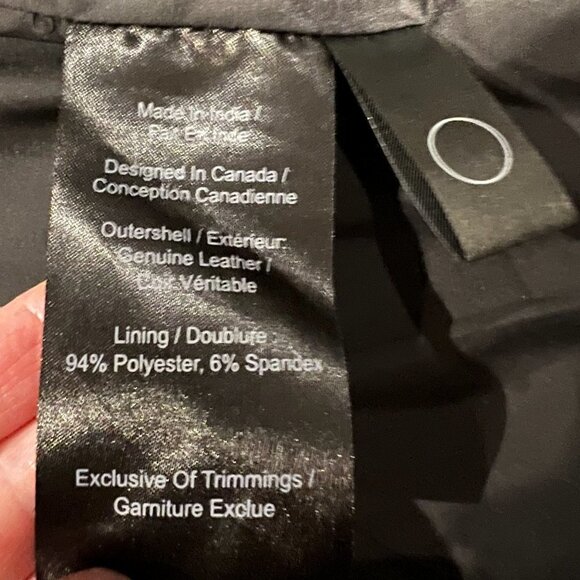 Made In India /
Fait En Inde
Designed In Canada /
Conception Canadienne
Outershell / Extérieur:
Genuine Leather /
Cuir Véritable
Lining / Doublure :
94% Polyester, 6% Spandex
Exclusive Of Trimmings /
Garniture Exclue
O